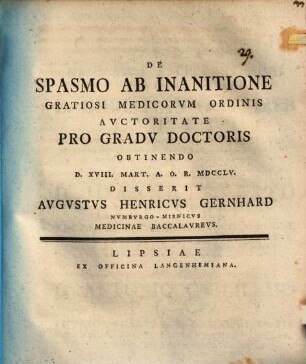 29.
DE
SPASMO AB INANITIONE
GRATIOSI MEDICORVM ORDINIS
AVCTORITATE
PRO GRADV DOCTORIS
OBTINENDO
D. XVIII. MART. A. O. R. MDCCLV.
DISSERIT
AVGVSTVS HENRICVS GERNHARD
NVMBVRGO-MISNICVS
MEDICINAE BACCALAVREVS.
LIPSIAE
EX OFFICINA LANGENHEMIANA.